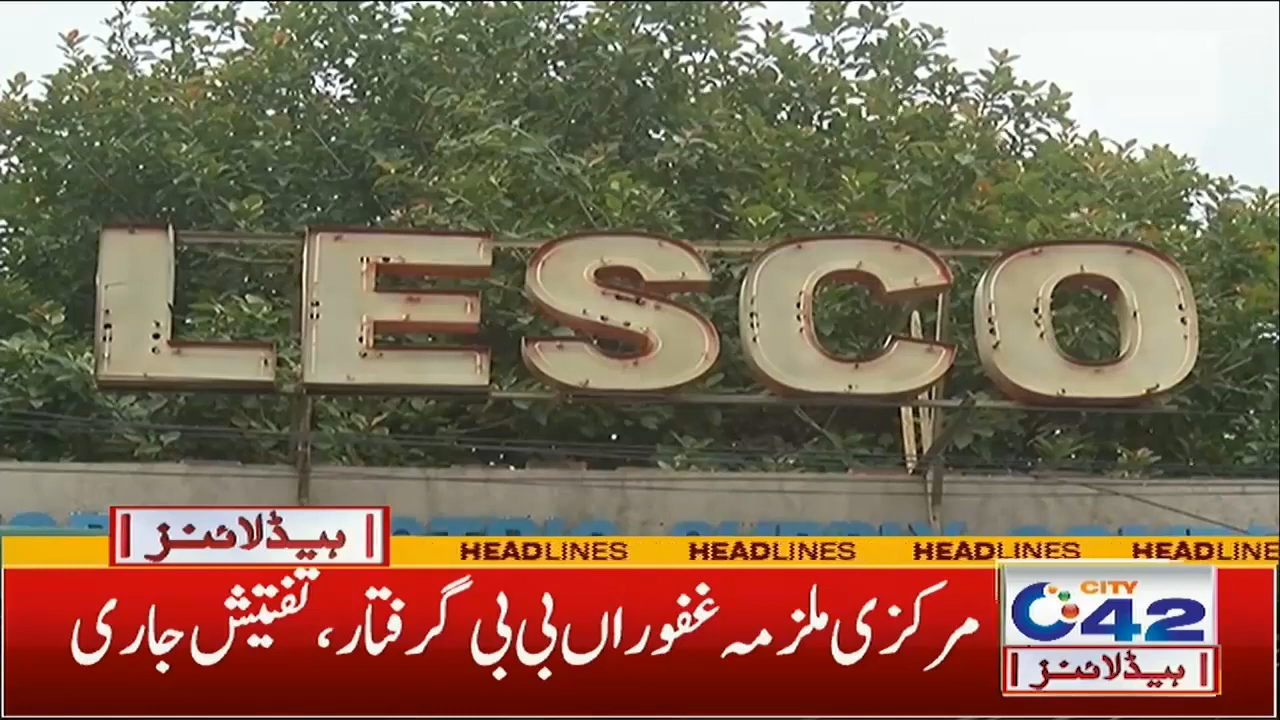 LESCO
ہیڈلائنز
HEADLINES HEADLINES HEADLINES HEADLINES
مرکزی ملزمہ غفوراں بی بی گرفتار، تفتیش جاری
CITY
42
ہیڈلائنز